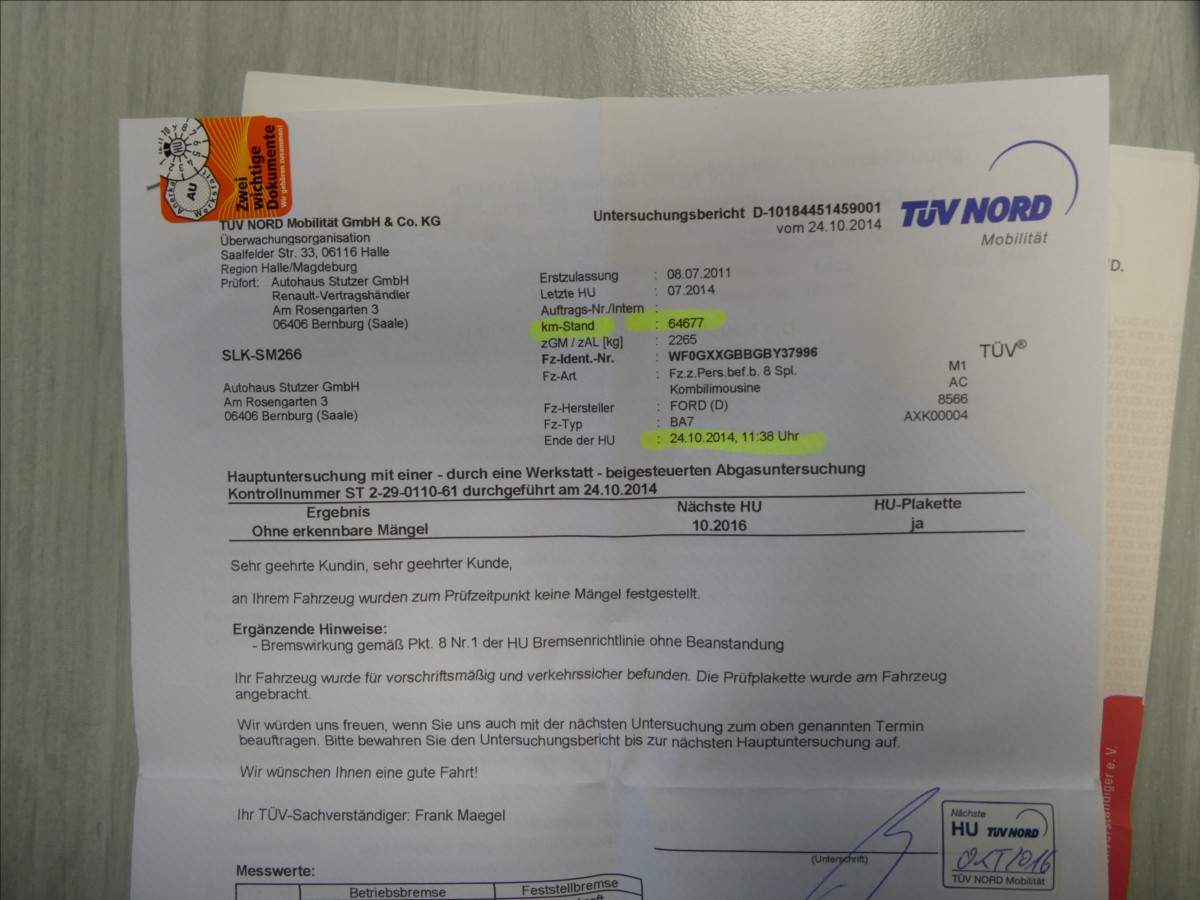 Zwei
wichtige
Dokumente
Wir gehören zusammen!
HU
AU
Werkstatt
TÜV NORD Mobilität GmbH & Co. KG
Überwachungsorganisation
Saalfelder Str. 33, 06116 Halle
Region Halle/Magdeburg
Prüfort: Autohaus Stutzer GmbH
Renault-Vertragshändler
Am Rosengarten 3
06406 Bernburg (Saale)
SLK-SM266
Autohaus Stutzer GmbH
Am Rosengarten 3
06406 Bernburg (Saale)
Untersuchungsbericht D-10184451459001
vom 24.10.2014
TÜV NORD
Mobilität
Erstzulassung : 08.07.2011
Letzte HU : 07.2014
Auftrags-Nr./Intern :
km-Stand : 64677
zGM / zAL [kg] : 2265
Fz-Ident.-Nr. : WF0GXXGBBGBY37996
Fz-Art : Fz.z.Pers.bef.b. 8 Spl.
Kombilimousine
Fz-Hersteller : FORD (D)
Fz-Typ : BA7
Ende der HU : 24.10.2014, 11:38 Uhr
TÜV®
M1
AC
8566
AXK00004
Hauptuntersuchung mit einer - durch eine Werkstatt - beigesteuerten Abgasuntersuchung
Kontrollnummer ST 2-29-0110-61 durchgeführt am 24.10.2014
Ergebnis Nächste HU HU-Plakette
Ohne erkennbare Mängel 10.2016 ja
Sehr geehrte Kundin, sehr geehrter Kunde,
an Ihrem Fahrzeug wurden zum Prüfzeitpunkt keine Mängel festgestellt.
Ergänzende Hinweise:
- Bremswirkung gemäß Pkt. 8 Nr.1 der HU Bremsenrichtlinie ohne Beanstandung
Ihr Fahrzeug wurde für vorschriftsmäßig und verkehrssicher befunden. Die Prüfplakette wurde am Fahrzeug
angebracht.
Wir würden uns freuen, wenn Sie uns auch mit der nächsten Untersuchung zum oben genannten Termin
beauftragen. Bitte bewahren Sie den Untersuchungsbericht bis zur nächsten Hauptuntersuchung auf.
Wir wünschen Ihnen eine gute Fahrt!
Ihr TÜV-Sachverständiger: Frank Maegel
(Unterschrift)
Nächste
HU TÜV NORD
OKT/016
TÜV NORD Mobilität
Messwerte:
Betriebsbremse Feststellbremse
D.